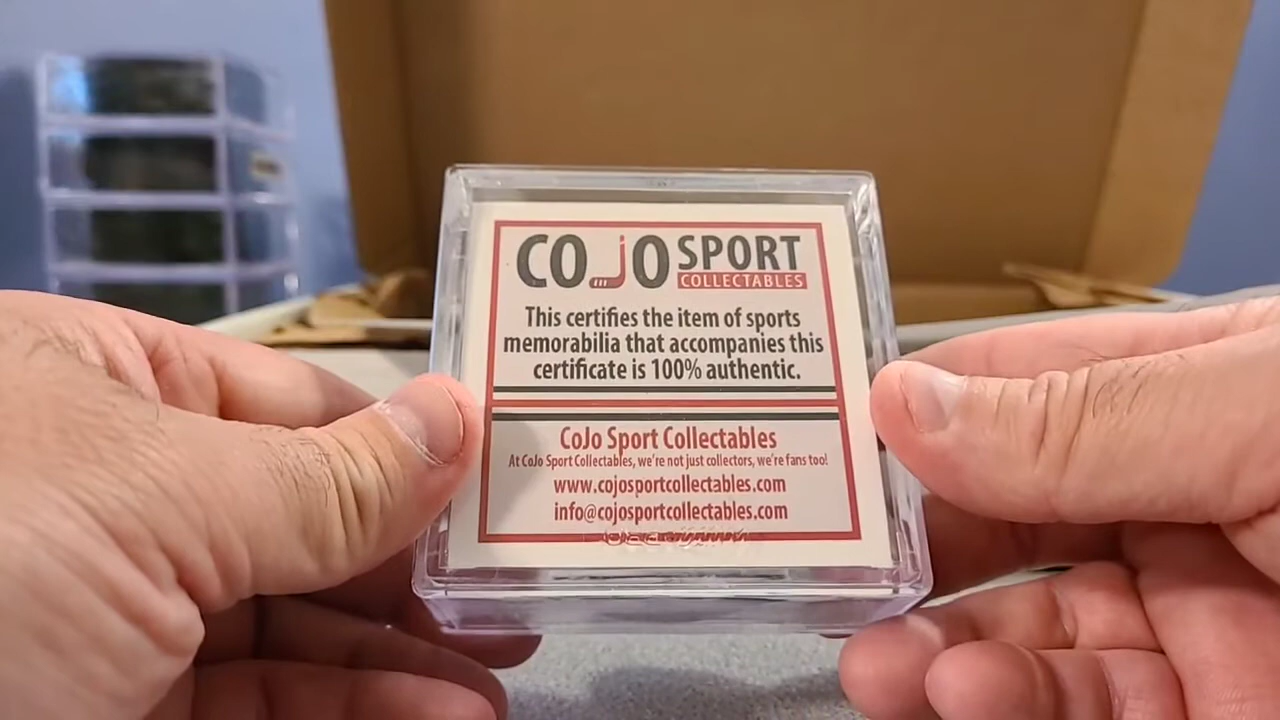 COJO SPORT
COLLECTABLES
This certifies the item of sports
memorabilia that accompanies this
certificate is 100% authentic.
CoJo Sport Collectables
At CoJo Sport Collectables, we're not just collectors, we're fans too!
www.cojosportcollectables.com
info@cojosportcollectables.com